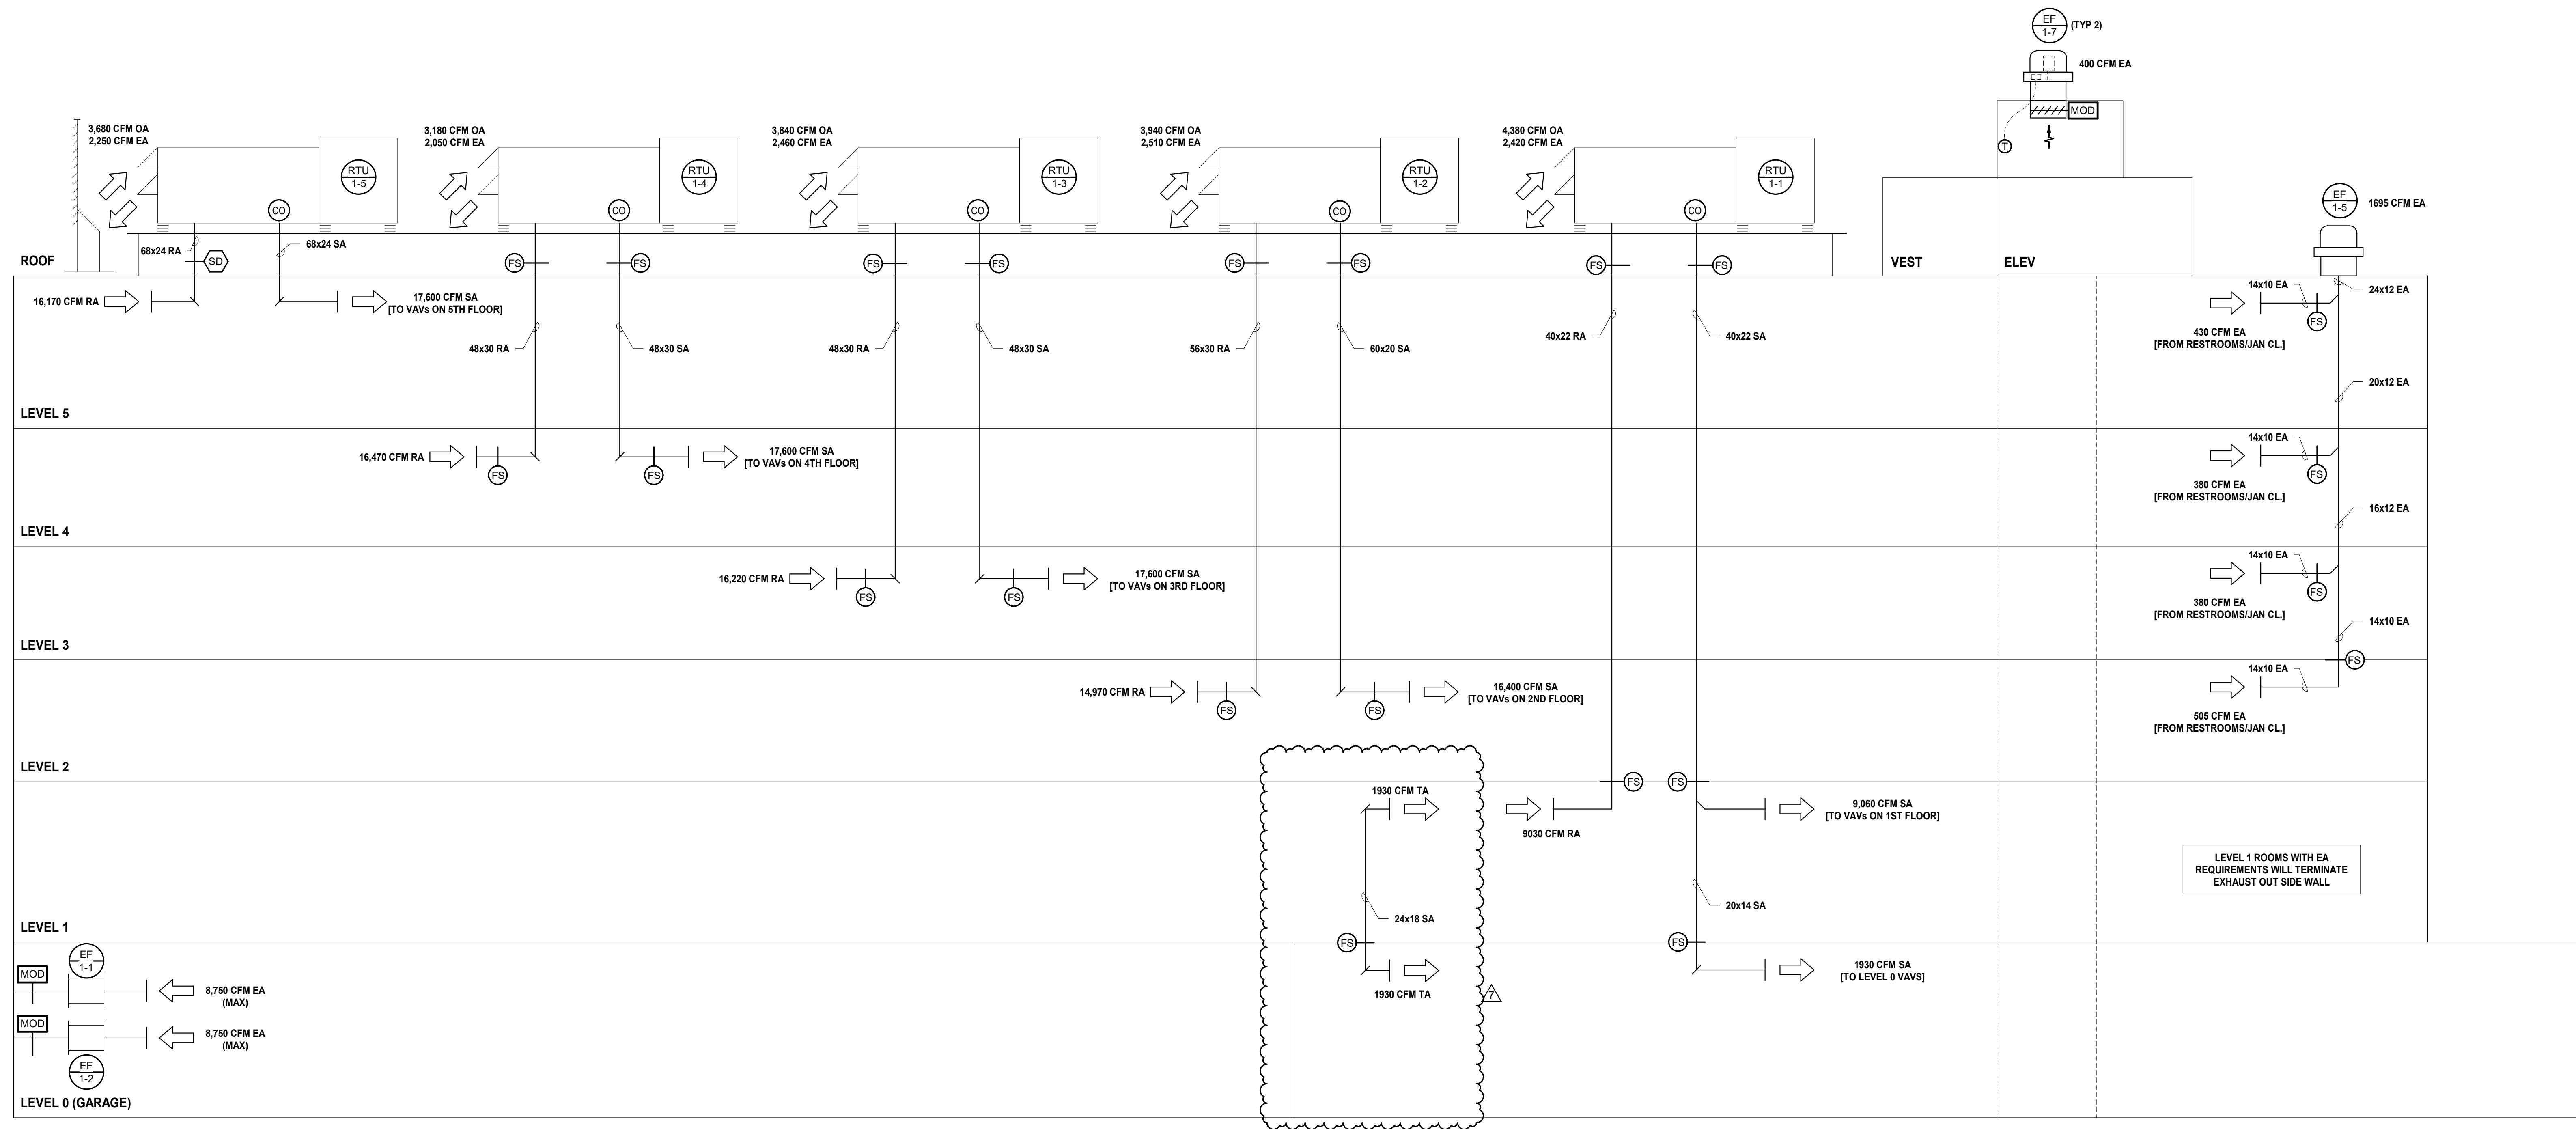 EF
1-7
(TYP 2)
400 CFM EA
MOD
T
3,680 CFM OA
2,250 CFM EA
RTU
1-5
CO
3,180 CFM OA
2,050 CFM EA
RTU
1-4
CO
3,840 CFM OA
2,460 CFM EA
RTU
1-3
CO
3,940 CFM OA
2,510 CFM EA
RTU
1-2
CO
4,380 CFM OA
2,420 CFM EA
RTU
1-1
CO
EF
1-5
1695 CFM EA
ROOF
68x24 RA
SD
68x24 SA
FS
FS
FS
FS
FS
FS
FS
FS
VEST
ELEV
16,170 CFM RA
17,600 CFM SA
[TO VAVs ON 5TH FLOOR]
48x30 RA
48x30 SA
48x30 RA
48x30 SA
56x30 RA
60x20 SA
40x22 RA
40x22 SA
14x10 EA
24x12 EA
FS
430 CFM EA
[FROM RESTROOMS/JAN CL.]
20x12 EA
LEVEL 5
16,470 CFM RA
FS
FS
17,600 CFM SA
[TO VAVs ON 4TH FLOOR]
14x10 EA
FS
380 CFM EA
[FROM RESTROOMS/JAN CL.]
16x12 EA
LEVEL 4
16,220 CFM RA
FS
FS
17,600 CFM SA
[TO VAVs ON 3RD FLOOR]
14x10 EA
FS
380 CFM EA
[FROM RESTROOMS/JAN CL.]
14x10 EA
LEVEL 3
FS
14,970 CFM RA
FS
FS
16,400 CFM SA
[TO VAVs ON 2ND FLOOR]
14x10 EA
505 CFM EA
[FROM RESTROOMS/JAN CL.]
LEVEL 2
FS
FS
1930 CFM TA
9030 CFM RA
9,060 CFM SA
[TO VAVs ON 1ST FLOOR]
LEVEL 1 ROOMS WITH EA
REQUIREMENTS WILL TERMINATE
EXHAUST OUT SIDE WALL
24x18 SA
20x14 SA
LEVEL 1
FS
FS
EF
1-1
MOD
8,750 CFM EA
(MAX)
1930 CFM TA
7
1930 CFM SA
[TO LEVEL 0 VAVS]
MOD
8,750 CFM EA
(MAX)
EF
1-2
LEVEL 0 (GARAGE)